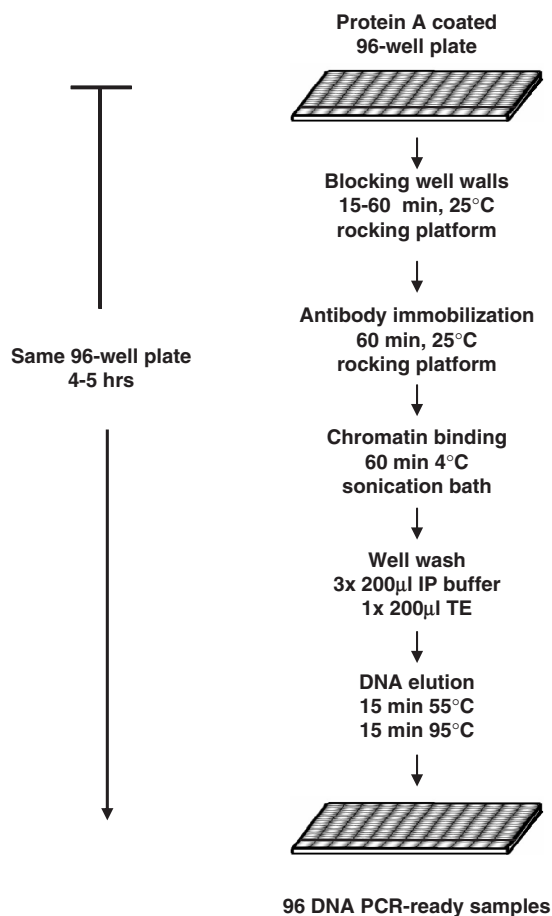 Protein A coated
96-well plate
Blocking well walls
15-60 min, 25°C
rocking platform
Antibody immobilization
60 min, 25°C
rocking platform
Same 96-well plate
4-5 hrs
Chromatin binding
60 min 4°C
sonication bath
Well wash
3x 200µl IP buffer
1x 200µl TE
DNA elution
15 min 55°C
15 min 95°C
96 DNA PCR-ready samples